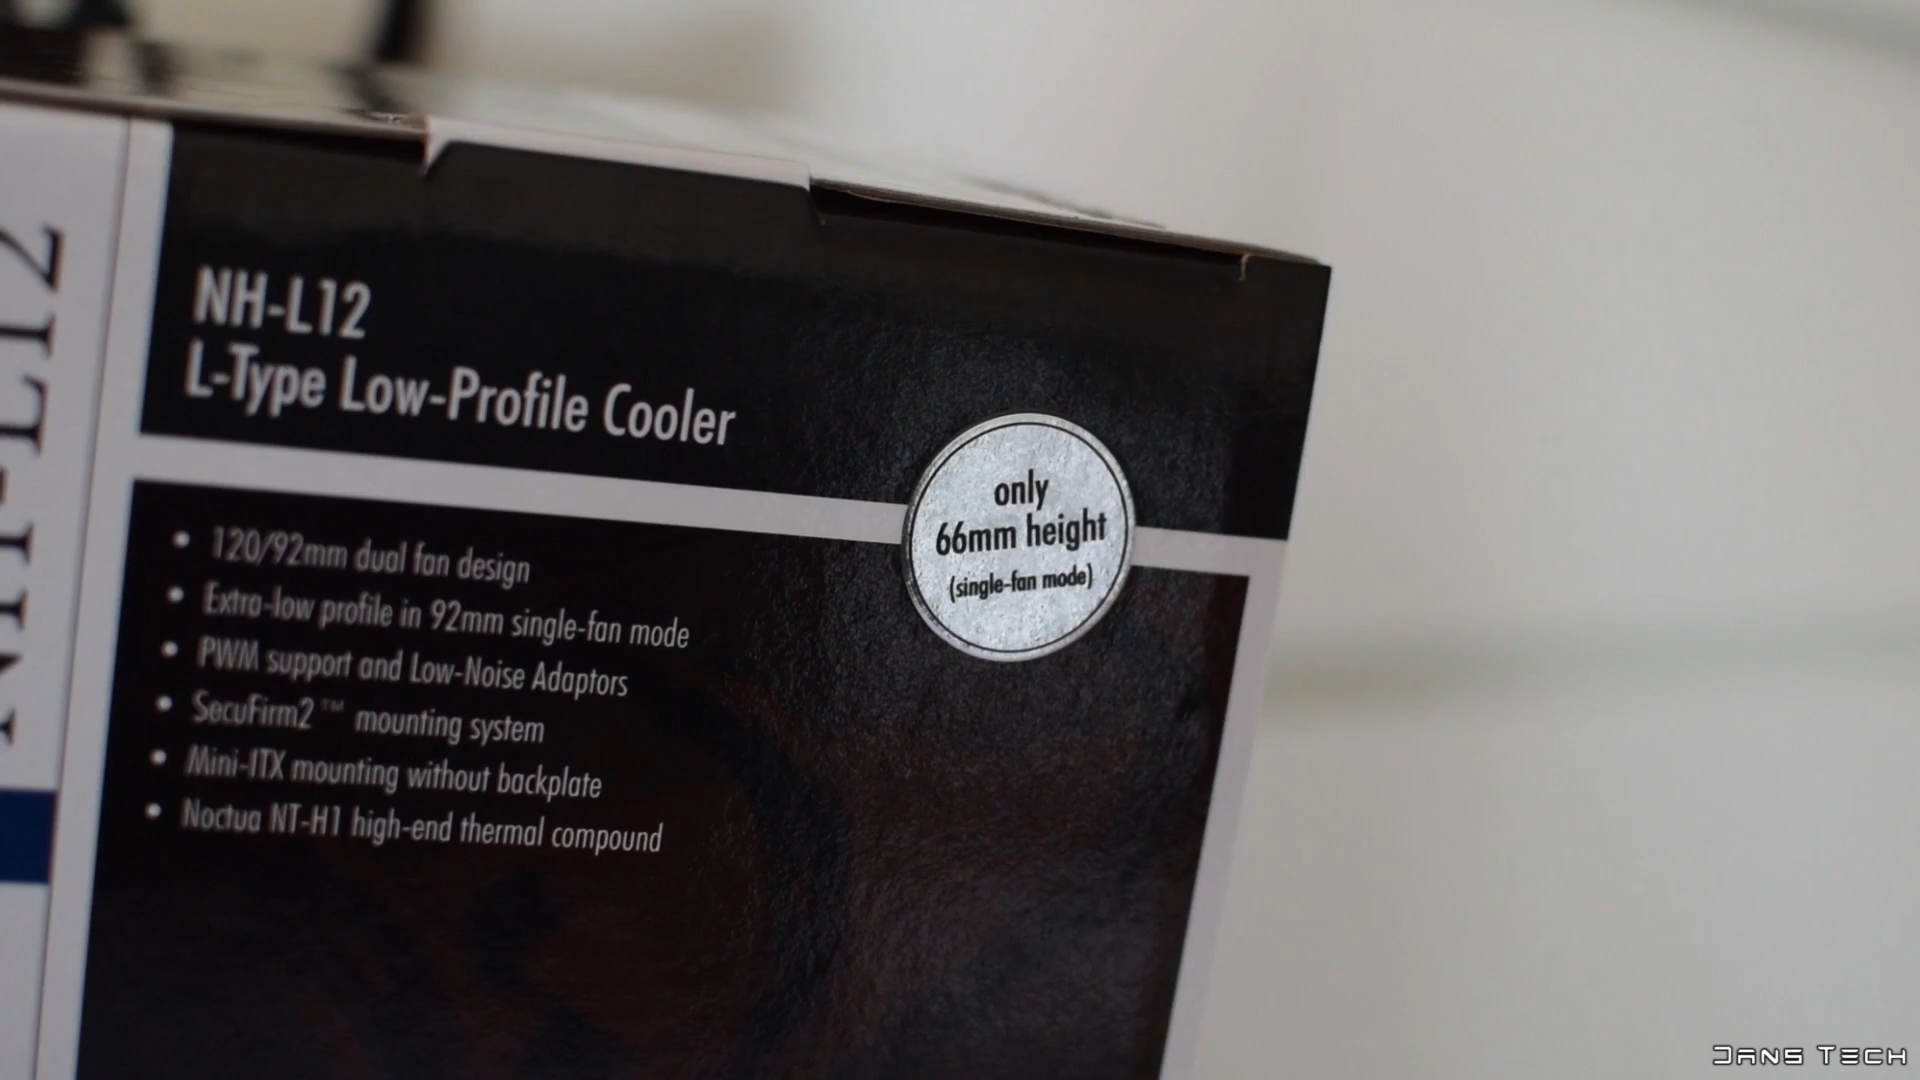 NH-L12
NH-L12
L-Type Low-Profile Cooler
only
66mm height
(single-fan mode)
• 120/92mm dual fan design
• Extra-low profile in 92mm single-fan mode
• PWM support and Low-Noise Adaptors
• SecuFirm2™ mounting system
• Mini-ITX mounting without backplate
• Noctua NT-H1 high-end thermal compound
Jans Tech